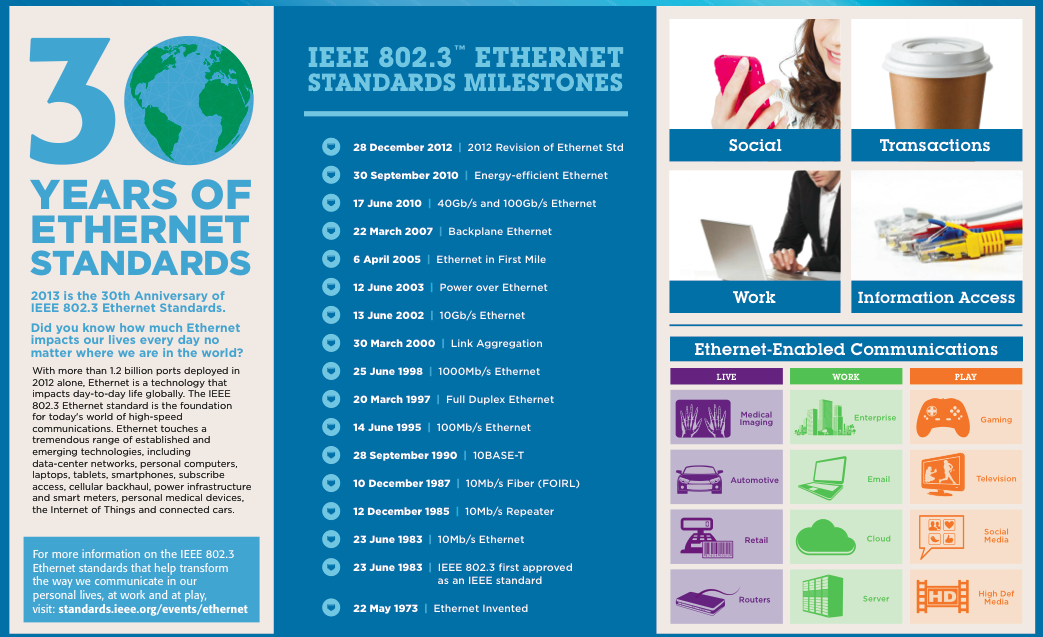 30
YEARS OF
ETHERNET
STANDARDS
2013 is the 30th Anniversary of
IEEE 802.3 Ethernet Standards.
Did you know how much Ethernet
impacts our lives every day no
matter where we are in the world?
With more than 1.2 billion ports deployed in
2012 alone, Ethernet is a technology that
impacts day-to-day life globally. The IEEE
802.3 Ethernet standard is the foundation
for today's world of high-speed
communications. Ethernet touches a
tremendous range of established and
emerging technologies, including
data-center networks, personal computers,
laptops, tablets, smartphones, subscribe
access, cellular backhaul, power infrastructure
and smart meters, personal medical devices,
the Internet of Things and connected cars.
For more information on the IEEE 802.3
Ethernet standards that help transform
the way we communicate in our
personal lives, at work and at play,
visit: standards.ieee.org/events/ethernet
IEEE 802.3™ ETHERNET
STANDARDS MILESTONES
28 December 2012 | 2012 Revision of Ethernet Std
30 September 2010 | Energy-efficient Ethernet
17 June 2010 | 40Gb/s and 100Gb/s Ethernet
22 March 2007 | Backplane Ethernet
6 April 2005 | Ethernet in First Mile
12 June 2003 | Power over Ethernet
13 June 2002 | 10Gb/s Ethernet
30 March 2000 | Link Aggregation
25 June 1998 | 1000Mb/s Ethernet
20 March 1997 | Full Duplex Ethernet
14 June 1995 | 100Mb/s Ethernet
28 September 1990 | 10BASE-T
10 December 1987 | 10Mb/s Fiber (FOIRL)
12 December 1985 | 10Mb/s Repeater
23 June 1983 | 10Mb/s Ethernet
23 June 1983 | IEEE 802.3 first approved
as an IEEE standard
22 May 1973 | Ethernet Invented
Social
Transactions
Work
Information Access
Ethernet-Enabled Communications
LIVE
WORK
PLAY
Medical
Imaging
Enterprise
Gaming
Automotive
Email
Television
Retail
Cloud
Social
Media
Routers
Server
HD
High Def
Media